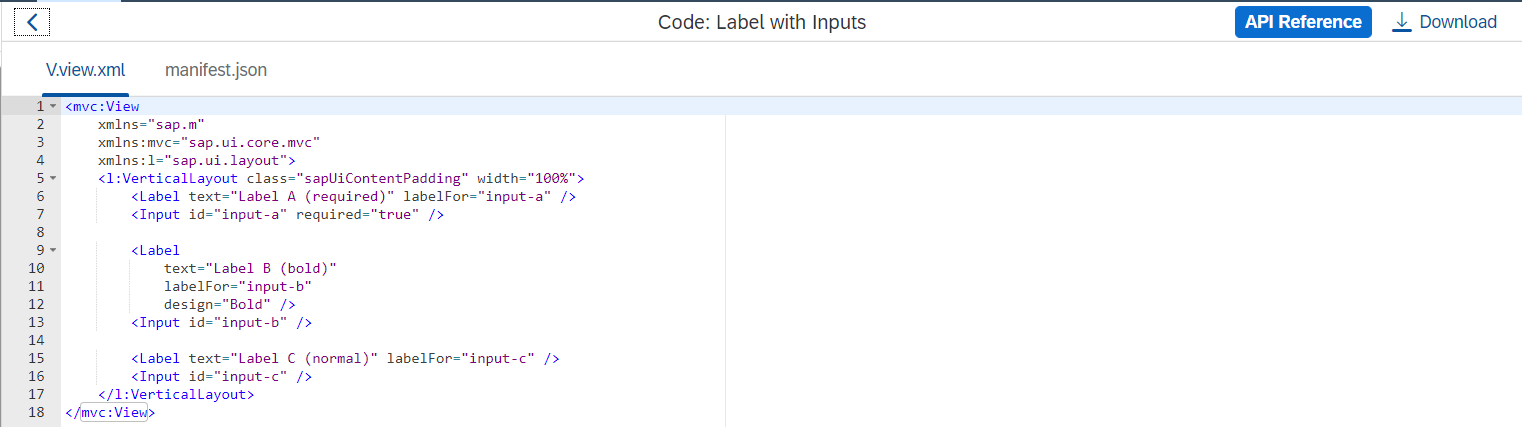 Code: Label with Inputs
API Reference
Download
V.view.xml
manifest.json
1 <mvc:View
2     xmlns="sap.m"
3     xmlns:mvc="sap.ui.core.mvc"
4     xmlns:l="sap.ui.layout">
5     <l:VerticalLayout class="sapUiContentPadding" width="100%">
6         <Label text="Label A (required)" labelFor="input-a" />
7         <Input id="input-a" required="true" />
8
9         <Label
10             text="Label B (bold)"
11             labelFor="input-b"
12             design="Bold" />
13         <Input id="input-b" />
14
15         <Label text="Label C (normal)" labelFor="input-c" />
16         <Input id="input-c" />
17     </l:VerticalLayout>
18 </mvc:View>